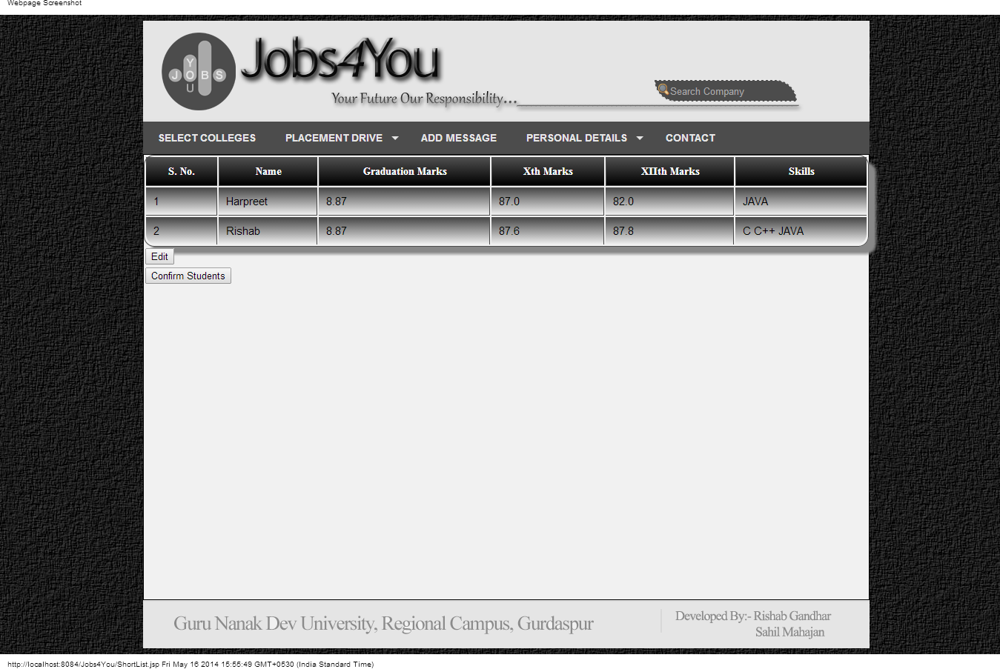 Webpage Screenshot
Y
JOBS
U
Jobs4You
Your Future Our Responsibility...
Search Company
SELECT COLLEGES PLACEMENT DRIVE ADD MESSAGE PERSONAL DETAILS CONTACT
S. No. Name Graduation Marks Xth Marks XIIth Marks Skills
1 Harpreet 8.87 87.0 82.0 JAVA
2 Rishab 8.87 87.6 87.8 C C++ JAVA
Edit
Confirm Students
Guru Nanak Dev University, Regional Campus, Gurdaspur
Developed By:- Rishab Gandhar
Sahil Mahajan
http://localhost:8084/Jobs4You/ShortList.jsp Fri May 16 2014 15:55:49 GMT+0530 (India Standard Time)